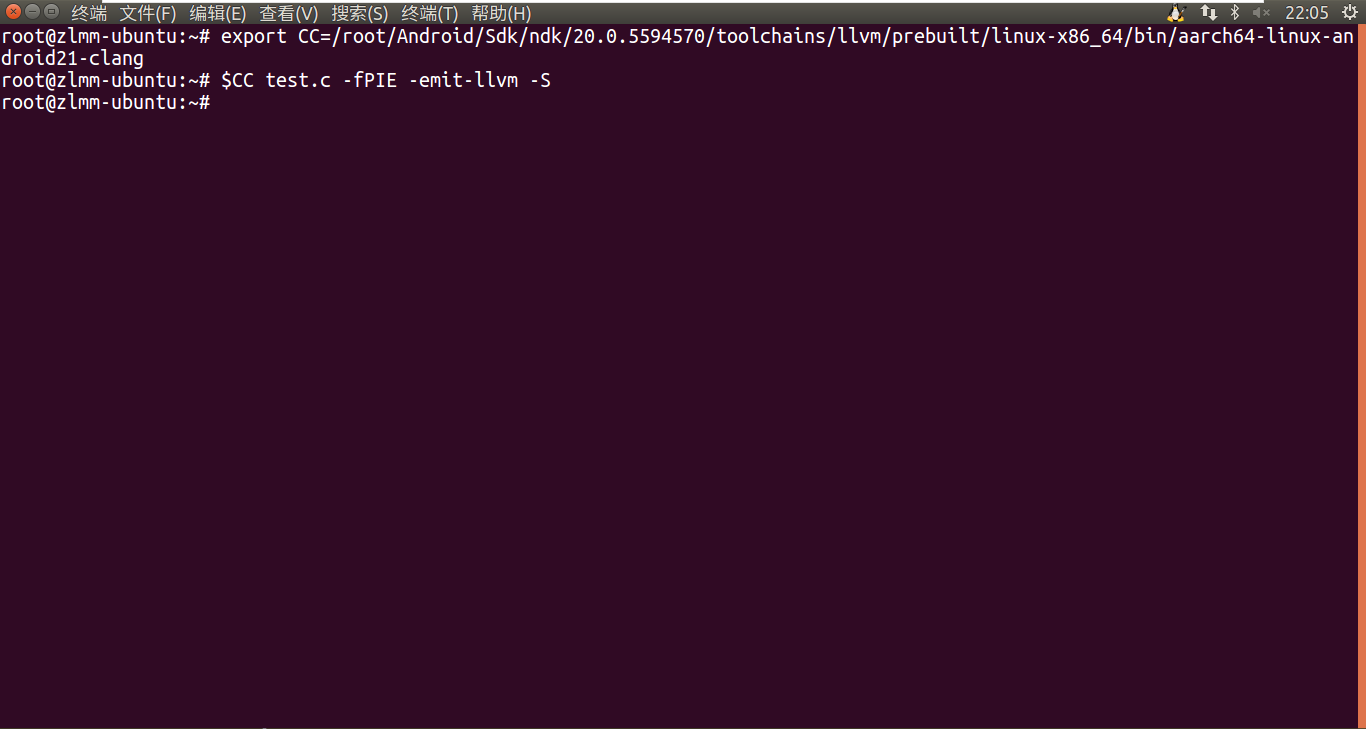 终端 文件(F) 编辑(E) 查看(V) 搜索(S) 终端(T) 帮助(H) 22:05
root@zlmm-ubuntu:~# export CC=/root/Android/Sdk/ndk/20.0.5594570/toolchains/llvm/prebuilt/linux-x86_64/bin/aarch64-linux-an
droid21-clang
root@zlmm-ubuntu:~# $CC test.c -fPIE -emit-llvm -S
root@zlmm-ubuntu:~#